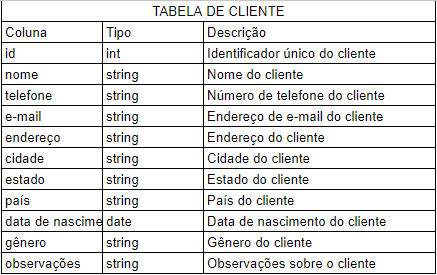 TABELA DE CLIENTE
Coluna Tipo Descrição
id int Identificador único do cliente
nome string Nome do cliente
telefone string Número de telefone do cliente
e-mail string Endereço de e-mail do cliente
endereço string Endereço do cliente
cidade string Cidade do cliente
estado string Estado do cliente
país string País do cliente
data de nascime date Data de nascimento do cliente
gênero string Gênero do cliente
observações string Observações sobre o cliente